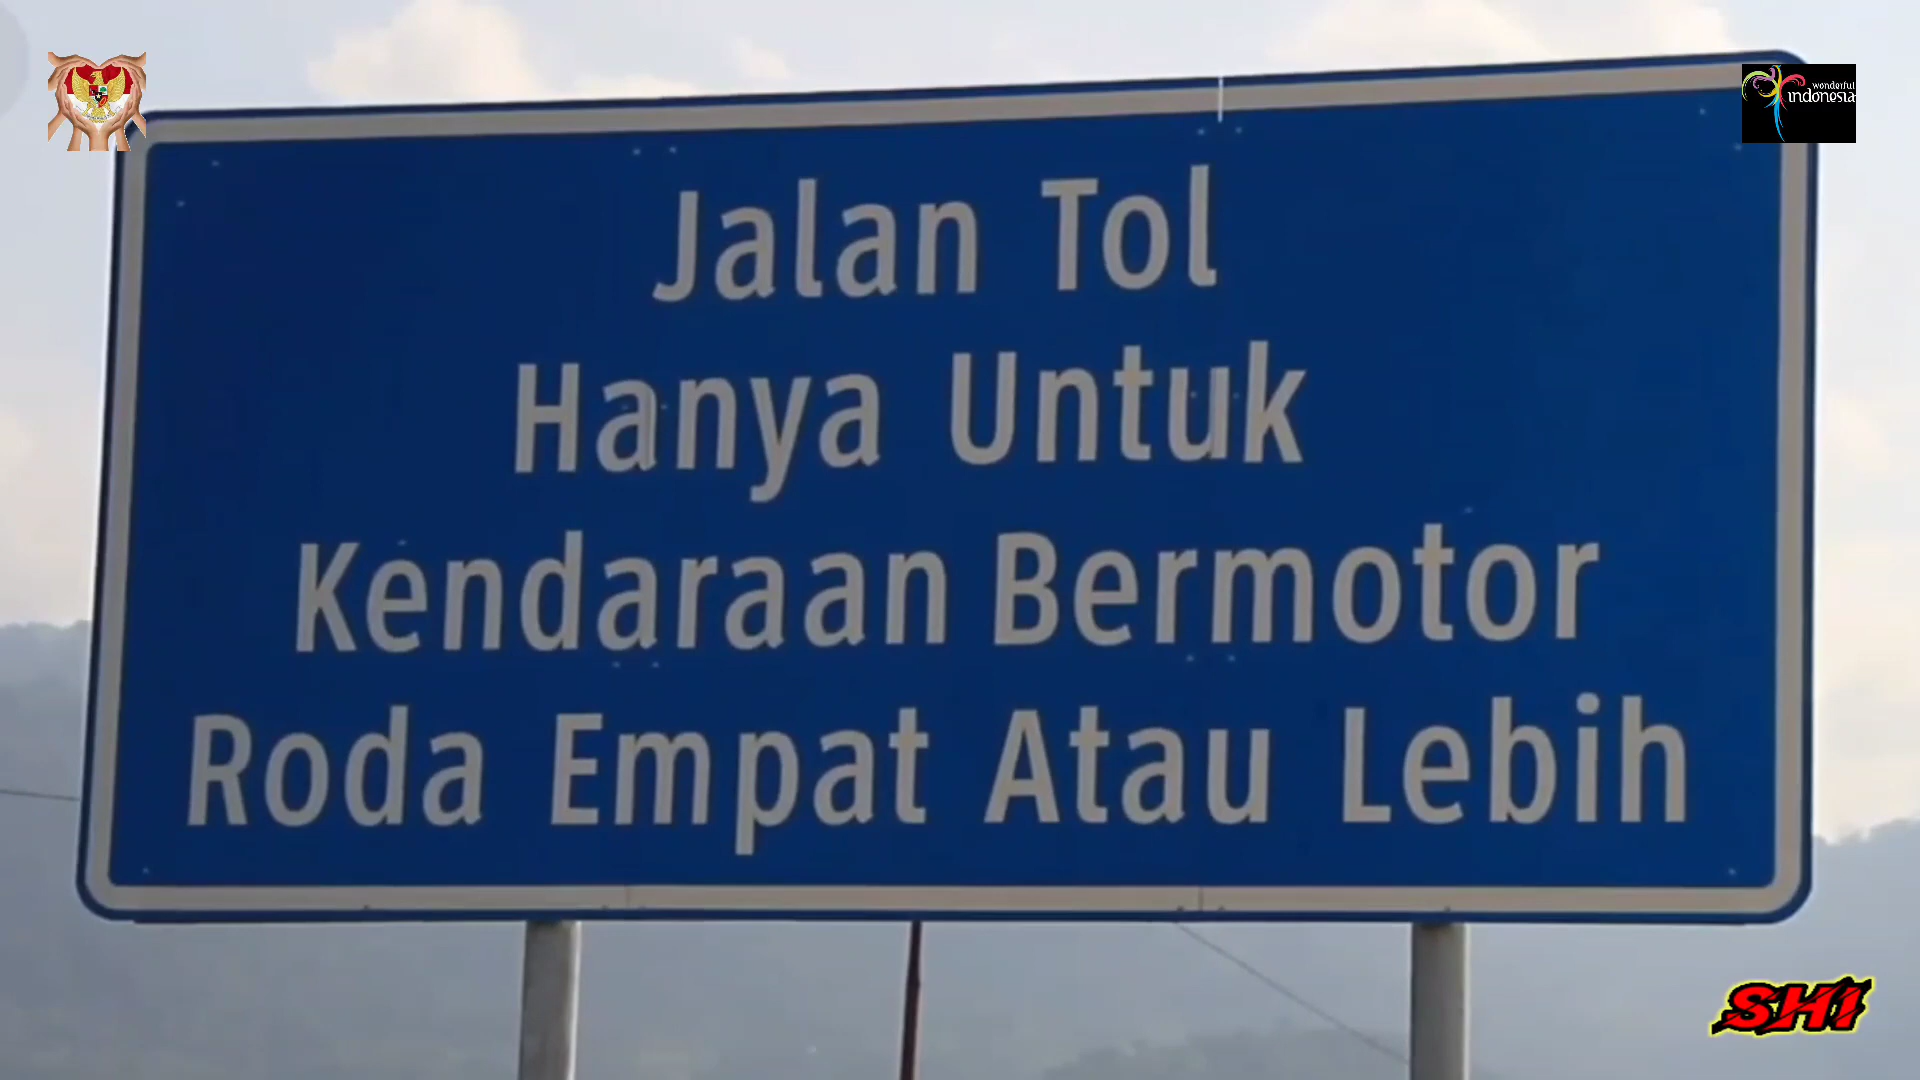 wonderful
indonesia
Jalan Tol
Hanya Untuk
Kendaraan Bermotor
Roda Empat Atau Lebih
SHI